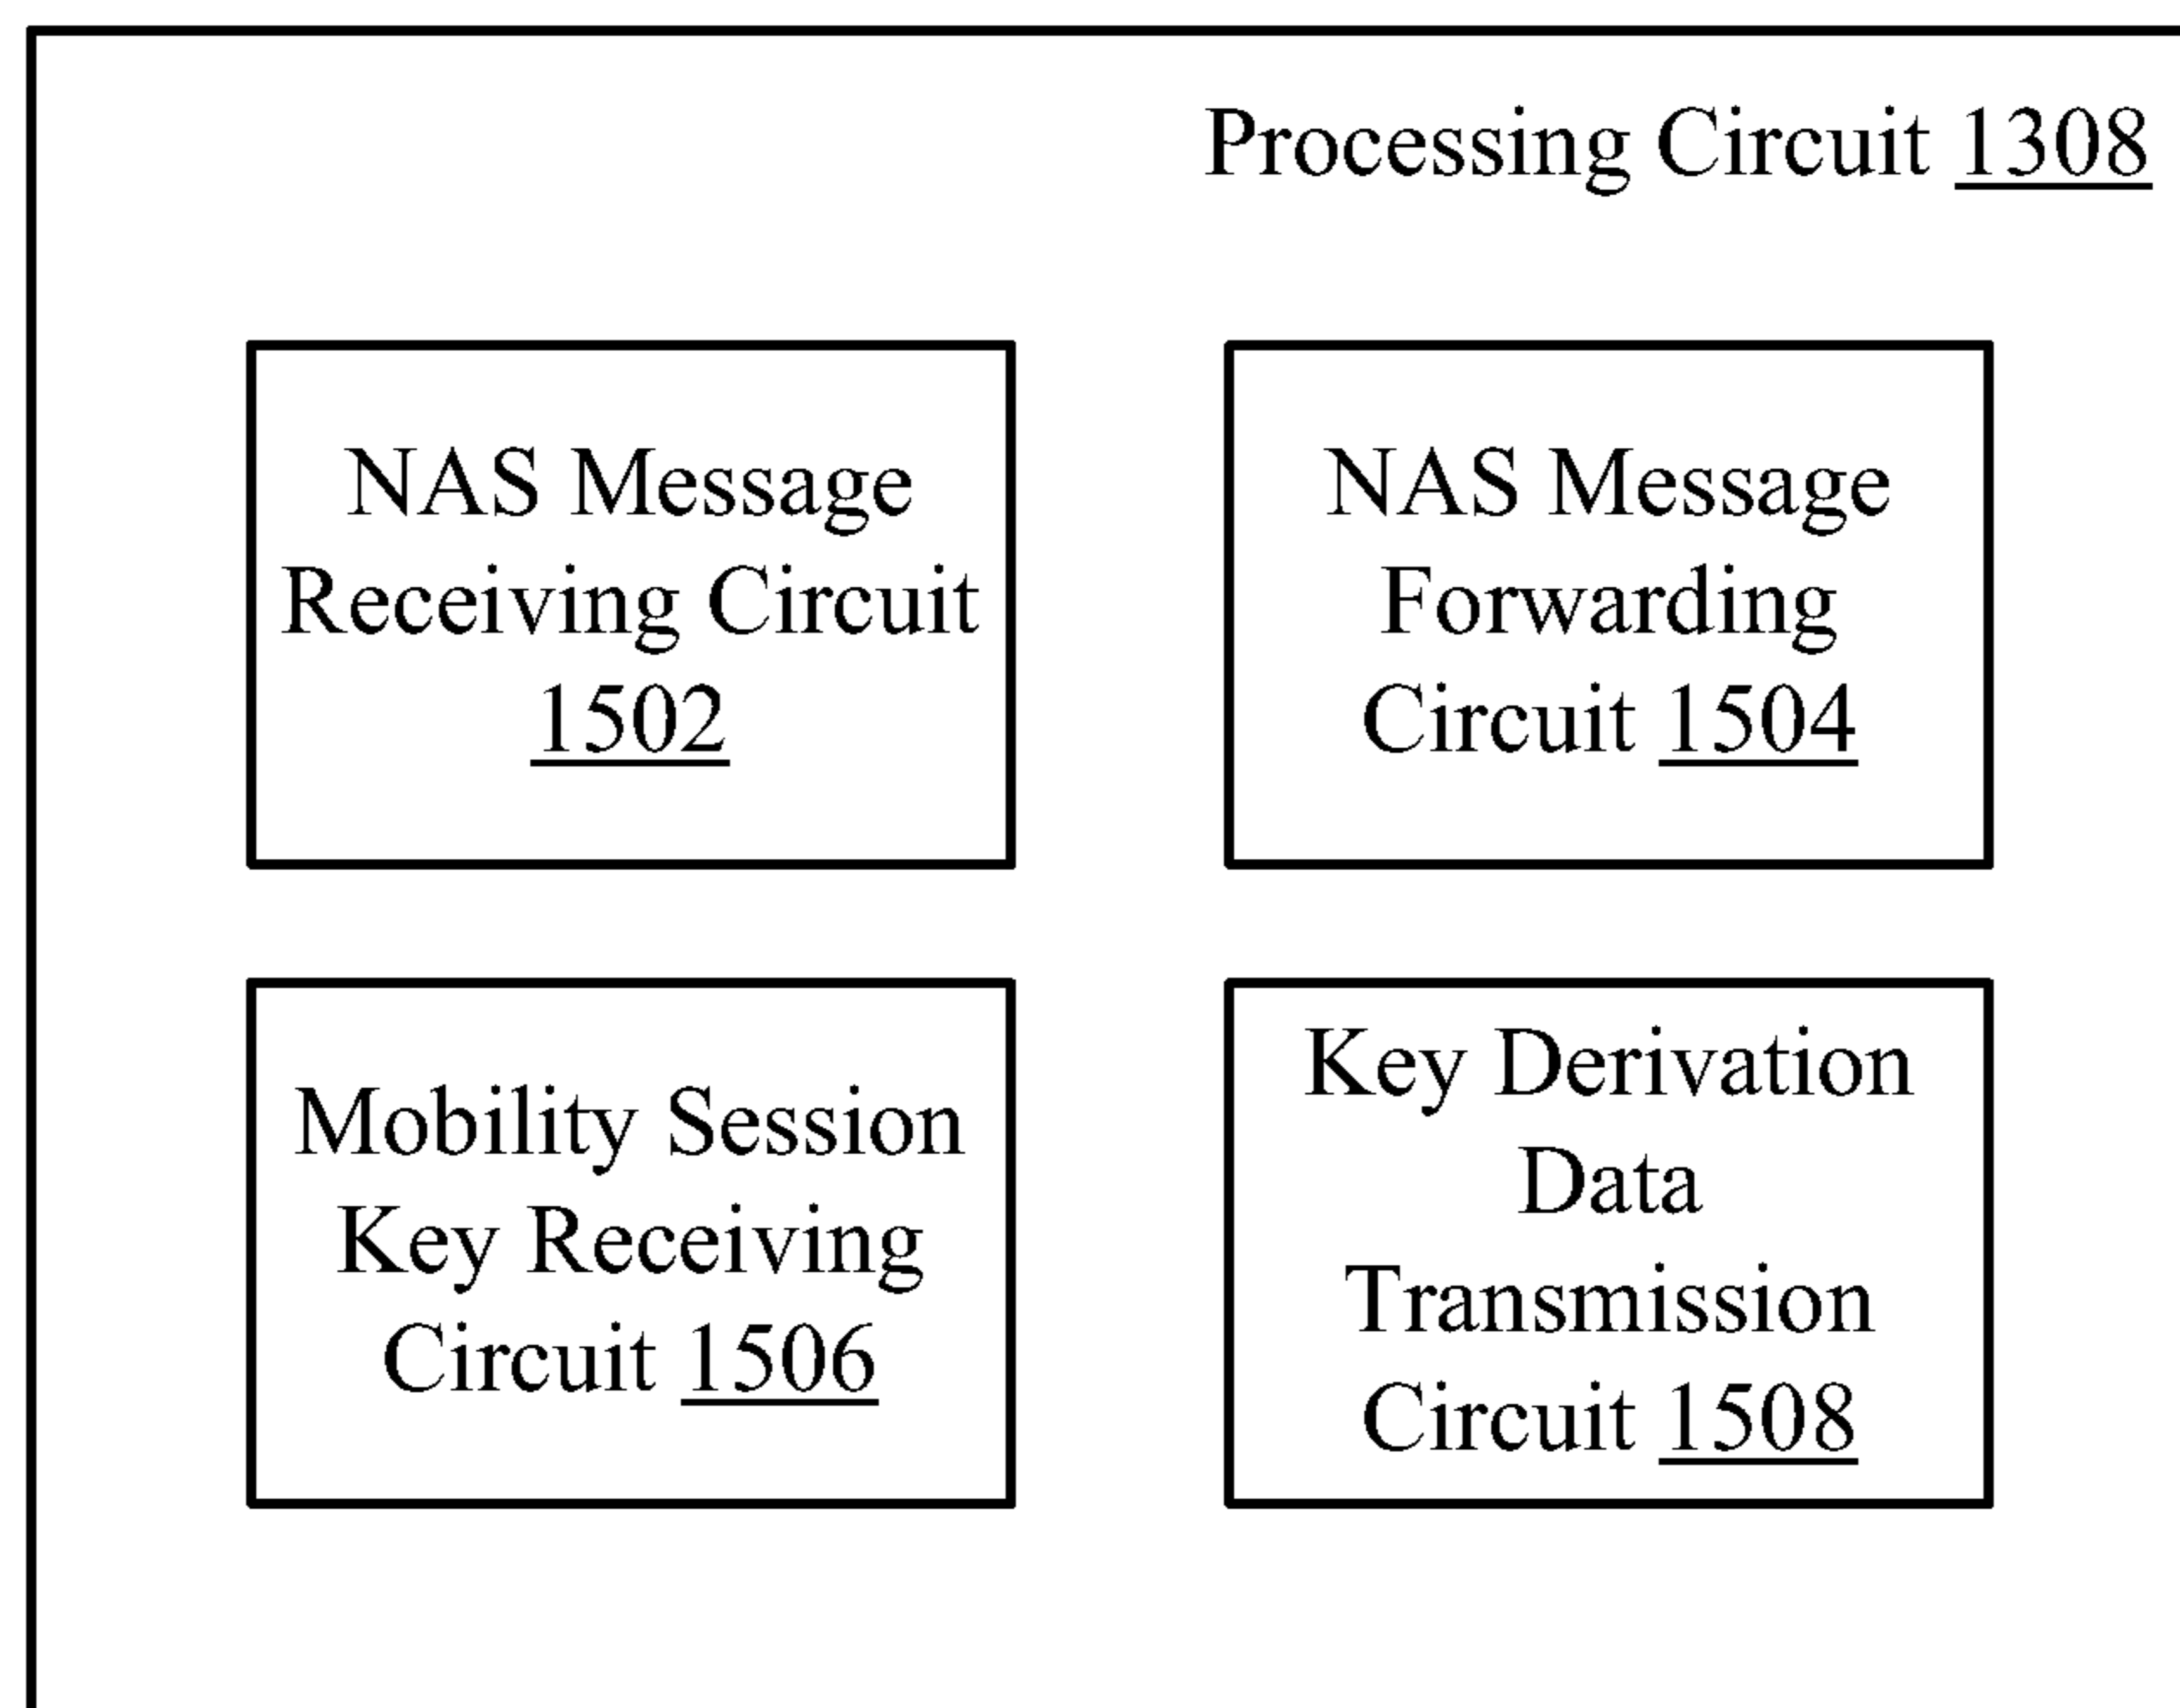 Processing Circuit 1308
NAS Message
Receiving Circuit
1502
NAS Message
Forwarding
Circuit 1504
Mobility Session
Key Receiving
Circuit 1506
Key Derivation
Data
Transmission
Circuit 1508